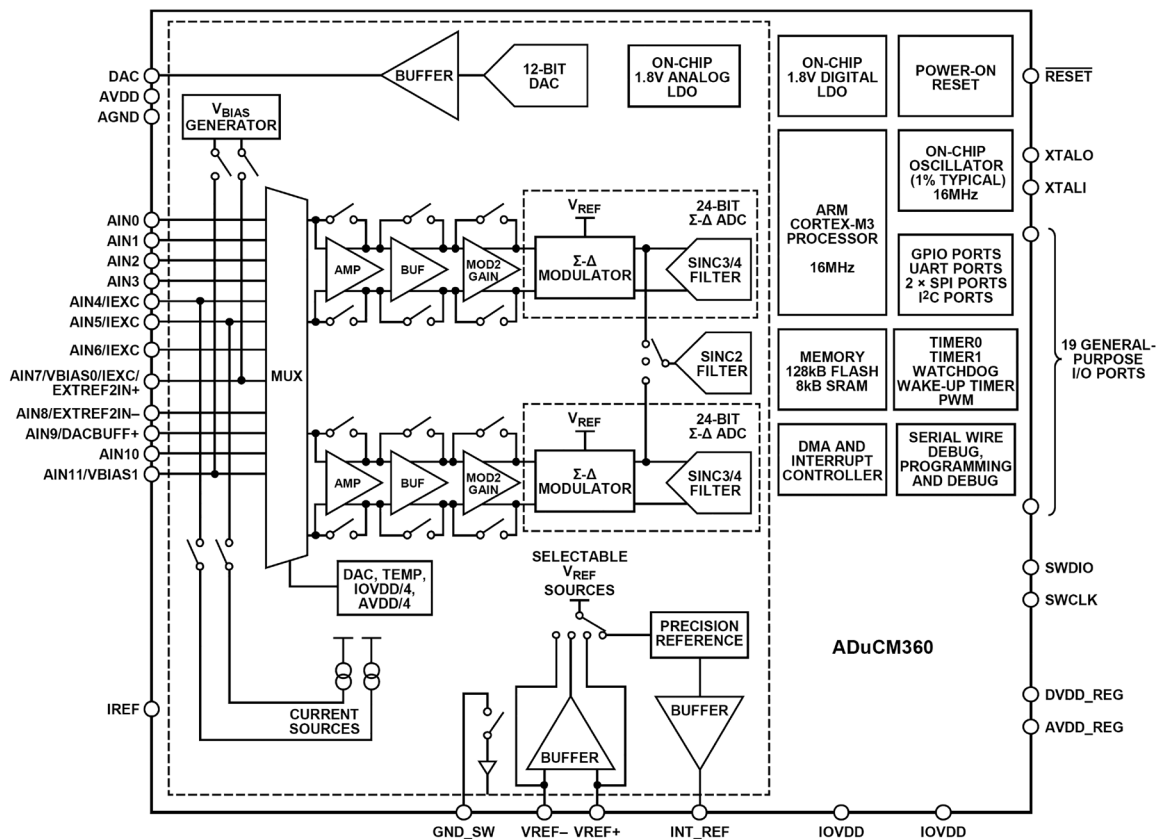 DAC
AVDD
AGND
BUFFER
12-BIT
DAC
ON-CHIP
1.8V ANALOG
LDO
ON-CHIP
1.8V DIGITAL
LDO
POWER-ON
RESET
RESET
VBIAS
GENERATOR
ARM
CORTEX-M3
PROCESSOR
16MHz
ON-CHIP
OSCILLATOR
(1% TYPICAL)
16MHz
XTALO
XTALI
AIN0
AIN1
AIN2
AIN3
AIN4/IEXC
AIN5/IEXC
AIN6/IEXC
AIN7/VBIAS0/IEXC/
EXTREF2IN+
AIN8/EXTREF2IN–
AIN9/DACBUFF+
AIN10
AIN11/VBIAS1
MUX
AMP
BUF
MOD2
GAIN
VREF
Σ-Δ
MODULATOR
24-BIT
Σ-Δ ADC
SINC3/4
FILTER
GPIO PORTS
UART PORTS
2 × SPI PORTS
I2C PORTS
SINC2
FILTER
MEMORY
128kB FLASH
8kB SRAM
TIMER0
TIMER1
WATCHDOG
WAKE-UP TIMER
PWM
19 GENERAL-
PURPOSE
I/O PORTS
AMP
BUF
MOD2
GAIN
VREF
Σ-Δ
MODULATOR
24-BIT
Σ-Δ ADC
SINC3/4
FILTER
DMA AND
INTERRUPT
CONTROLLER
SERIAL WIRE
DEBUG,
PROGRAMMING
AND DEBUG
DAC, TEMP,
IOVDD/4,
AVDD/4
SELECTABLE
VREF
SOURCES
PRECISION
REFERENCE
SWDIO
SWCLK
ADuCM360
IREF
CURRENT
SOURCES
BUFFER
BUFFER
DVDD_REG
AVDD_REG
GND_SW
VREF–
VREF+
INT_REF
IOVDD
IOVDD